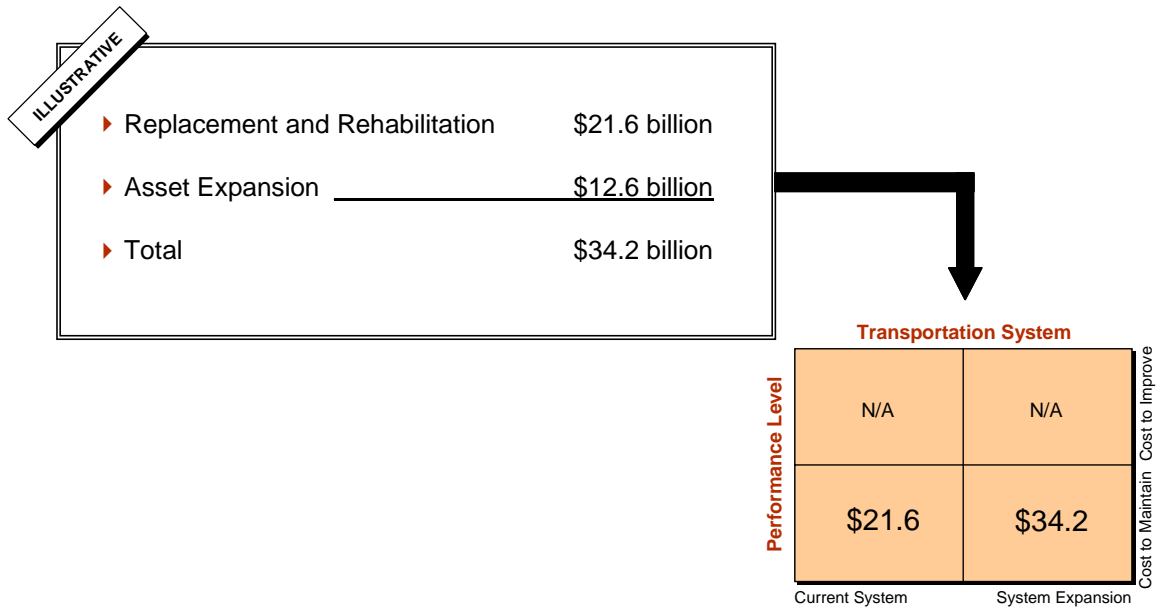 ILLUSTRATIVE
Replacement and Rehabilitation $21.6 billion
Asset Expansion $12.6 billion
Total $34.2 billion
Transportation System
Performance Level
N/A N/A
Cost to Improve
$21.6 $34.2
Cost to Maintain
Current System System Expansion